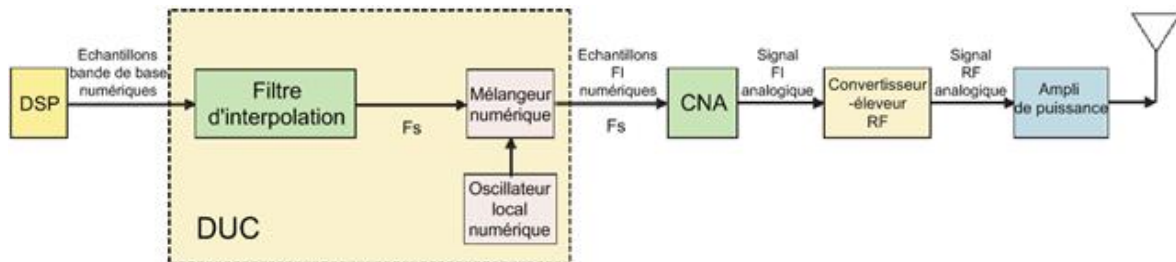 DSP
Echantillons
bande de base
numériques
Filtre
d'interpolation
Fs
Mélangeur
numérique
Oscillateur
local
numérique
DUC
Echantillons
FI
numériques
Fs
CNA
Signal
FI
analogique
Convertisseur
-éleveur
RF
Signal
RF
analogique
Ampli
de puissance